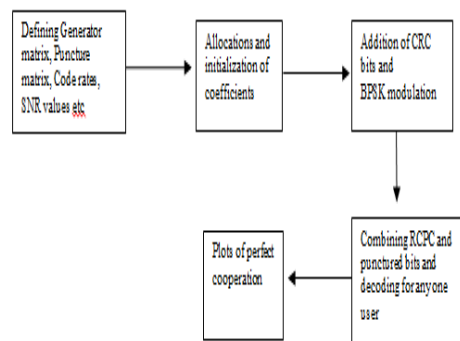 Defining Generator
matrix, Puncture
matrix, Code rates,
SNR values etc
Allocations and
initialization of
coefficients
Addition of CRC
bits and
BPSK modulation
Combining RCPC and
punctured bits and
decoding for any one
user
Plots of perfect
cooperation